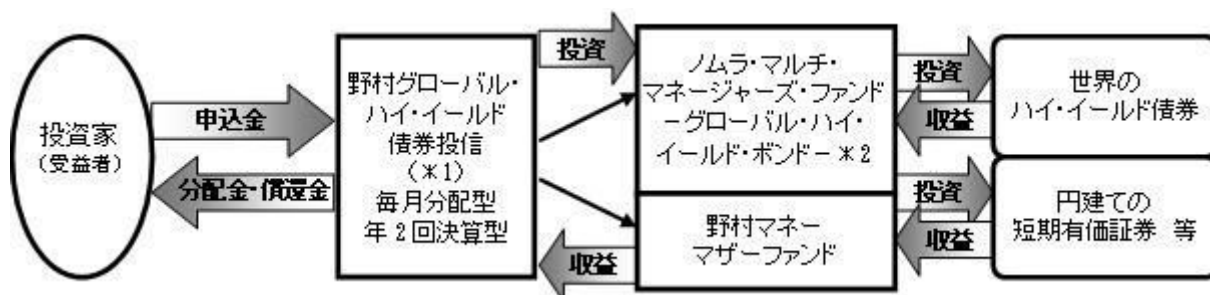 投資家
（受益者）
申込金
分配金・償還金
野村グローバル・
ハイ・イールド
債券投信
（＊1）
毎月分配型
年２回決算型
投資
収益
ノムラ・マルチ・
マネージャーズ・ファンド
－グローバル・ハイ・
イールド・ボンド－＊2
野村マネー
マザーファンド
投資
収益
投資
収益
世界の
ハイ・イールド債券
円建ての
短期有価証券 等